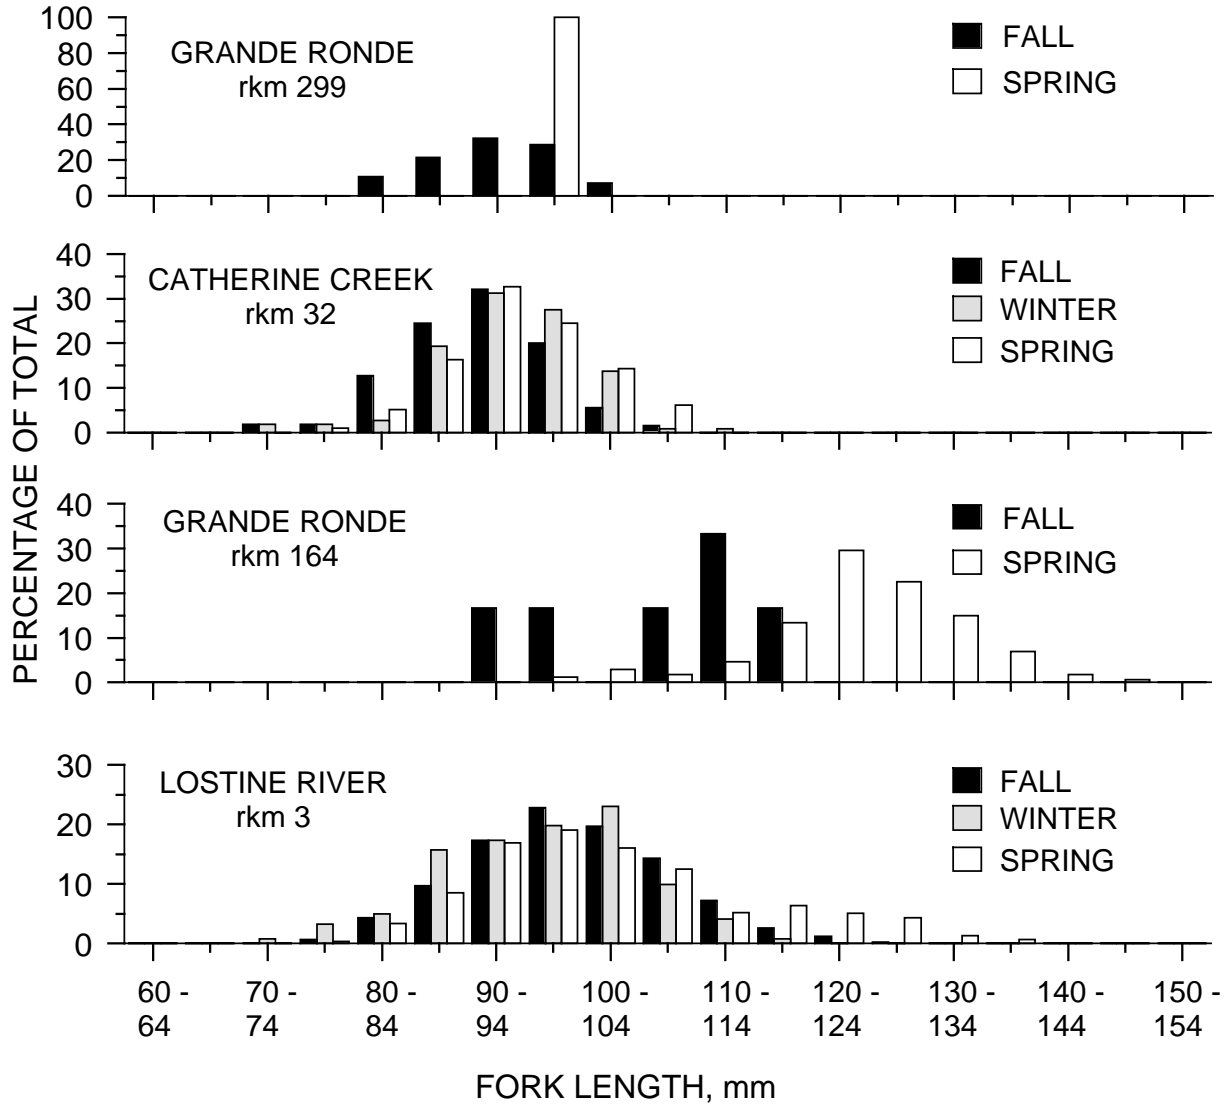 PERCENTAGE OF TOTAL
GRANDE RONDE
rkm 299
FALL
SPRING
100
80
60
40
20
0
CATHERINE CREEK
rkm 32
FALL
WINTER
SPRING
40
30
20
10
0
GRANDE RONDE
rkm 164
FALL
SPRING
40
30
20
10
0
LOSTINE RIVER
rkm 3
FALL
WINTER
SPRING
30
20
10
0
60 - 70 - 80 - 90 - 100 - 110 - 120 - 130 - 140 - 150 -
64 74 84 94 104 114 124 134 144 154
FORK LENGTH, mm